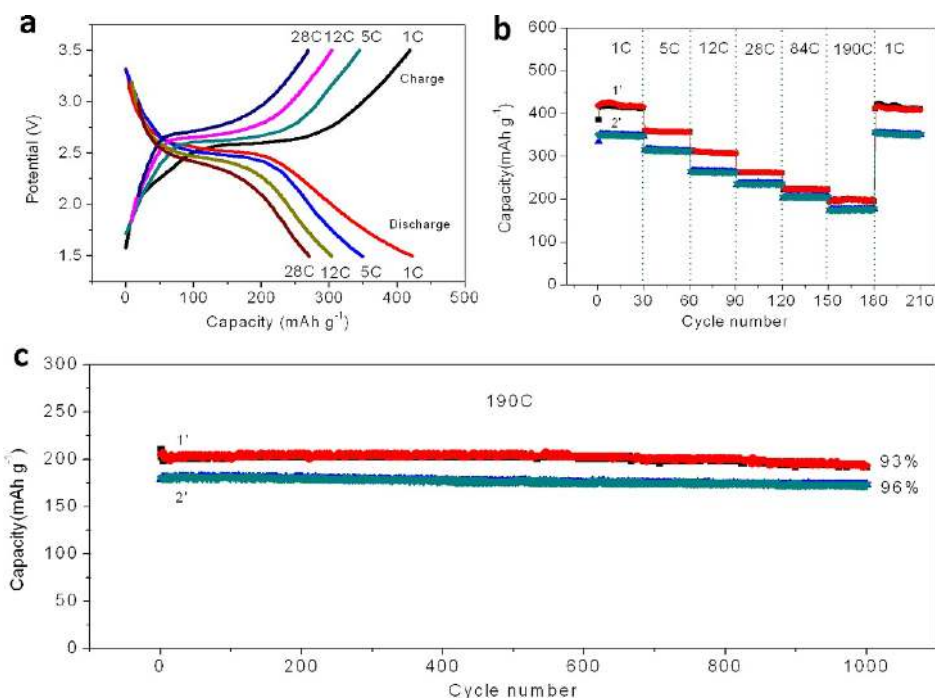 a
28C 12C 5C 1C
3.5
3.0
2.5
2.0
1.5
Potential (V)
Charge
Discharge
28C 12C 5C 1C
0 100 200 300 400 500
Capacity (mAh g⁻¹)
b
190C
1C 5C 12C 28C 84C 1C
600
500
400
300
200
100
0
Capacity(mAh g⁻¹)
1'
2'
0 30 60 90 120 150 180 210
Cycle number
c
300
250
200
150
100
50
0
Capacity(mAh g⁻¹)
190C
1'
2'
93%
96%
0 200 400 600 800 1000
Cycle number